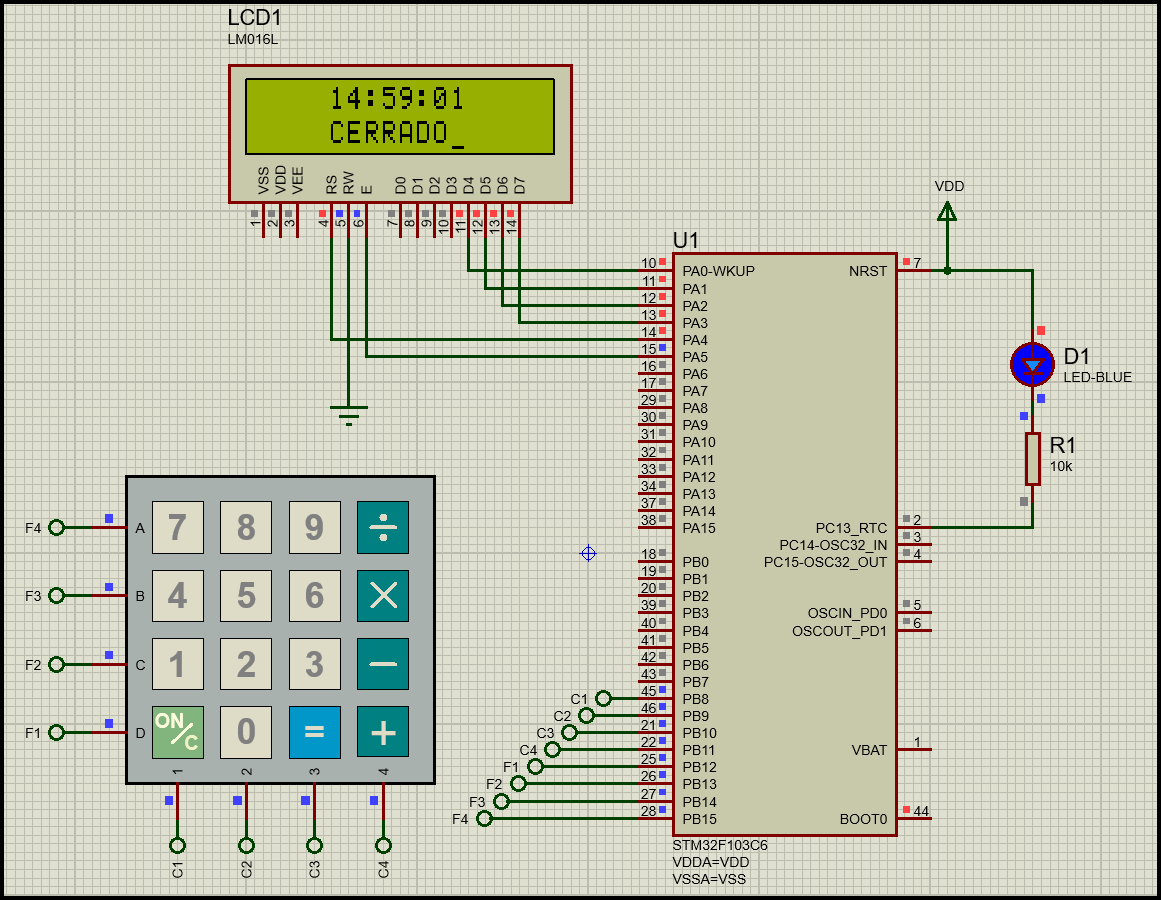 LCD1
LM016L
14:59:01
CERRADO_
VSS VDD VEE RS RW E D0 D1 D2 D3 D4 D5 D6 D7
1 2 3 4 5 6 7 8 9 10 11 12 13 14
VDD
U1
10 PA0-WKUP NRST 7
11 PA1
12 PA2
13 PA3
14 PA4
15 PA5
16 PA6
17 PA7
29 PA8
30 PA9
31 PA10
32 PA11
33 PA12
34 PA13
37 PA14
38 PA15 PC13_RTC 2
PC14-OSC32_IN 3
18 PB0 PC15-OSC32_OUT 4
19 PB1
20 PB2
39 PB3 OSCIN_PD0 5
40 PB4 OSCOUT_PD1 6
41 PB5
42 PB6
43 PB7
C1 45 PB8
C2 46 PB9
C3 21 PB10
C4 22 PB11 VBAT 1
F1 25 PB12
F2 26 PB13
F3 27 PB14
F4 28 PB15 BOOT0 44
STM32F103C6
VDDA=VDD
VSSA=VSS
D1
LED-BLUE
R1
10k
F4 A 7 8 9 ÷
F3 B 4 5 6 ×
F2 C 1 2 3 −
F1 D ON/C 0 = +
1 2 3 4
C1 C2 C3 C4